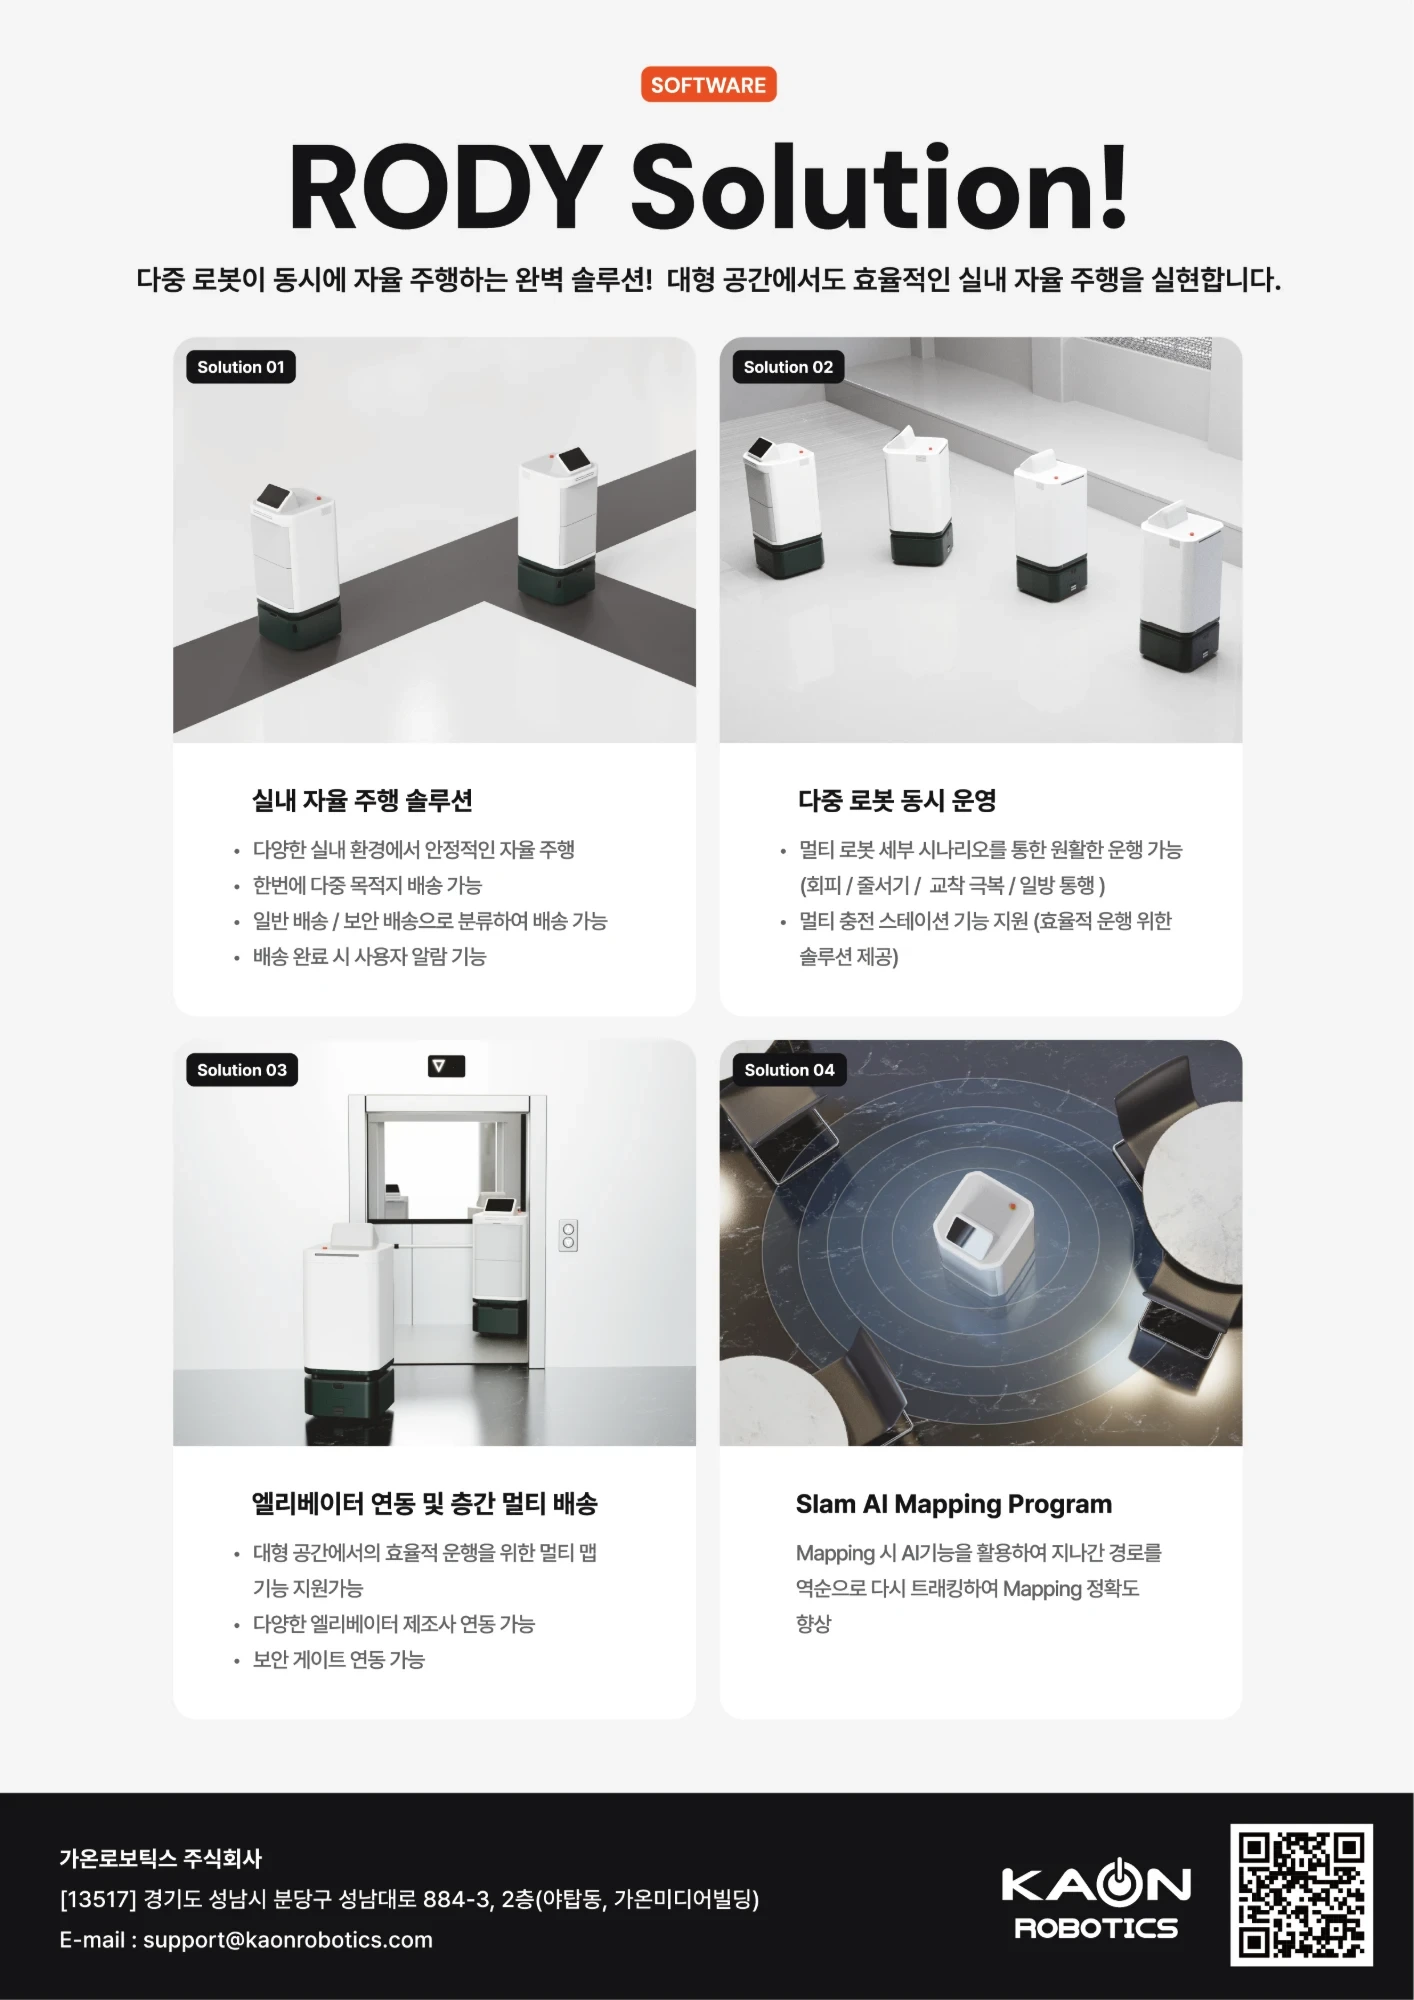 SOFTWARE
RODY Solution!
다중 로봇이 동시에 자율 주행하는 완벽 솔루션! 대형 공간에서도 효율적인 실내 자율 주행을 실현합니다.
Solution 01
실내 자율 주행 솔루션
• 다양한 실내 환경에서 안정적인 자율 주행
• 한번에 다중 목적지 배송 가능
• 일반 배송 / 보안 배송으로 분류하여 배송 가능
• 배송 완료 시 사용자 알람 기능
Solution 02
다중 로봇 동시 운영
• 멀티 로봇 세부 시나리오를 통한 원활한 운행 가능
(회피 / 줄서기 / 교착 극복 / 일방 통행 )
• 멀티 충전 스테이션 기능 지원 (효율적 운행 위한
솔루션 제공)
Solution 03
엘리베이터 연동 및 층간 멀티 배송
• 대형 공간에서의 효율적 운행을 위한 멀티 맵
기능 지원가능
• 다양한 엘리베이터 제조사 연동 가능
• 보안 게이트 연동 가능
Solution 04
Slam AI Mapping Program
Mapping 시 AI기능을 활용하여 지나간 경로를
역순으로 다시 트래킹하여 Mapping 정확도
향상
가온로보틱스 주식회사
[13517] 경기도 성남시 분당구 성남대로 884-3, 2층(야탑동, 가온미디어빌딩)
E-mail : support@kaonrobotics.com
KAON
ROBOTICS